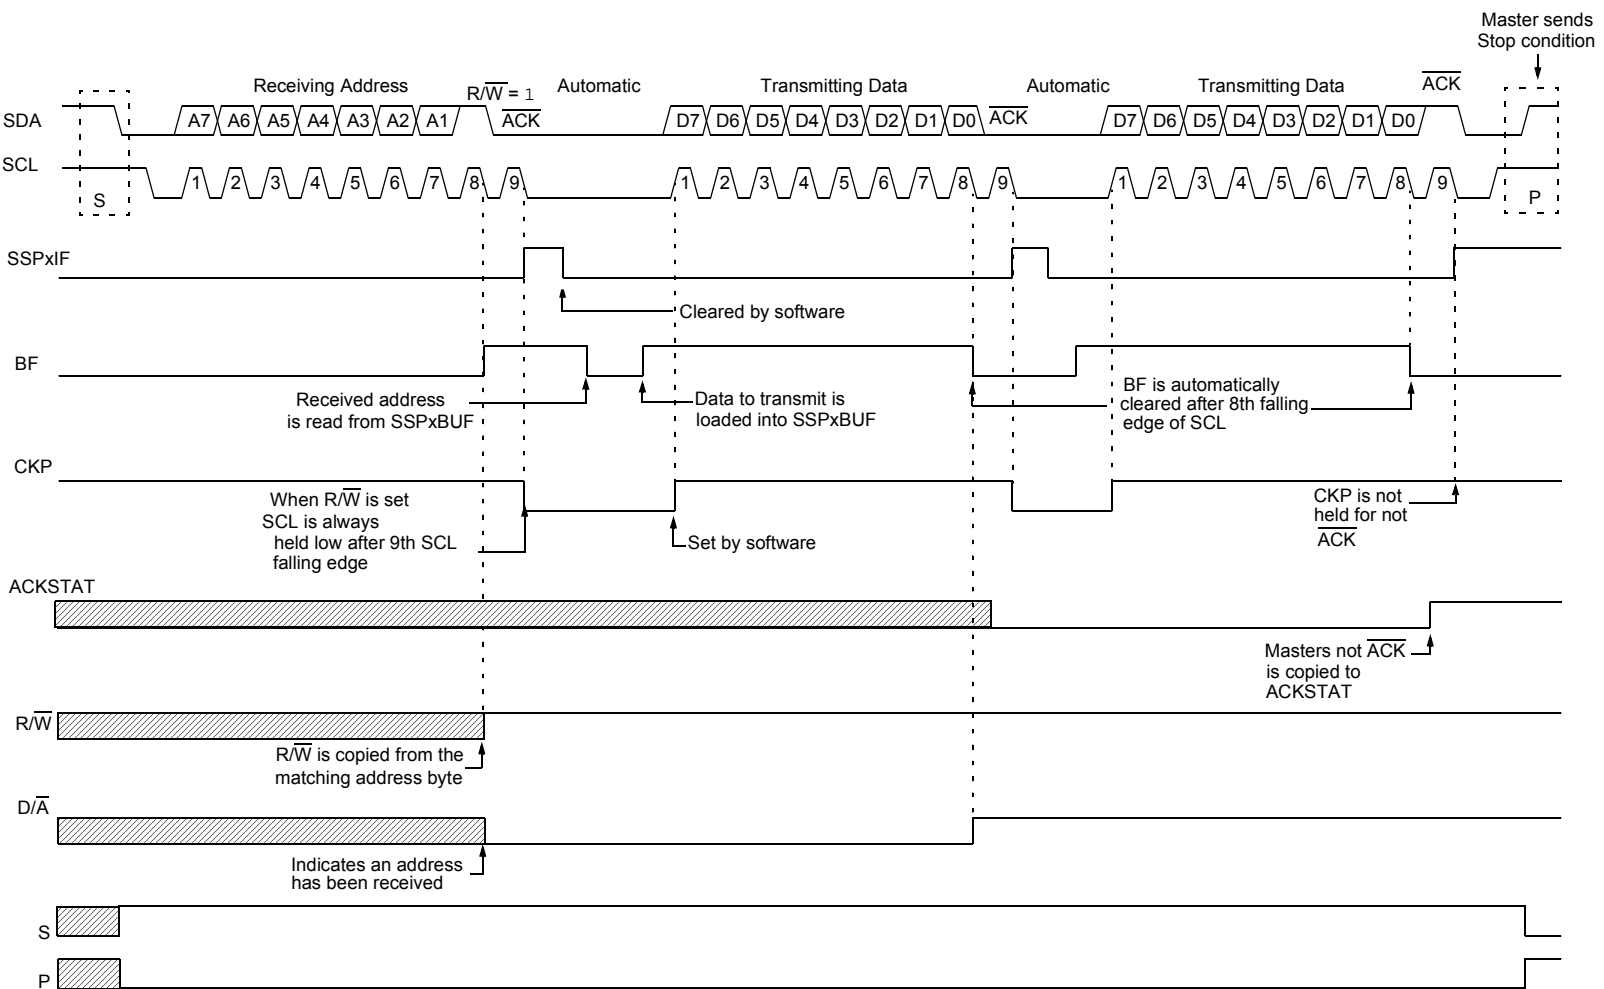 Master sends
Stop condition
Receiving Address
R/W̅ = 1
Automatic
Transmitting Data
Automatic
Transmitting Data
A̅C̅K̅
SDA
A7 A6 A5 A4 A3 A2 A1
A̅C̅K̅
D7 D6 D5 D4 D3 D2 D1 D0
A̅C̅K̅
D7 D6 D5 D4 D3 D2 D1 D0
SCL
S
1 2 3 4 5 6 7 8 9
1 2 3 4 5 6 7 8 9
1 2 3 4 5 6 7 8 9
P
SSPxIF
Cleared by software
BF
Received address
is read from SSPxBUF
Data to transmit is
loaded into SSPxBUF
BF is automatically
cleared after 8th falling
edge of SCL
CKP
When R/W̅ is set
SCL is always
held low after 9th SCL
falling edge
Set by software
CKP is not
held for not
A̅C̅K̅
ACKSTAT
Masters not A̅C̅K̅
is copied to
ACKSTAT
R/W̅
R/W̅ is copied from the
matching address byte
D/A̅
Indicates an address
has been received
S
P